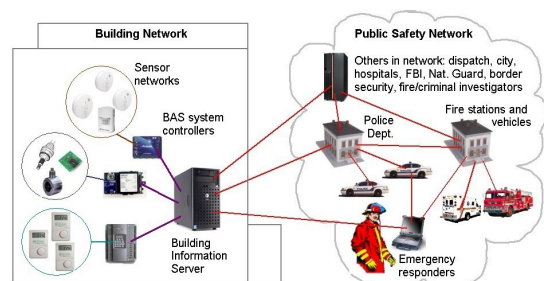 Building Network
Sensor
networks
BAS system
controllers
Building
Information
Server
Public Safety Network
Others in network: dispatch, city,
hospitals, FBI, Nat. Guard, border
security, fire/criminal investigators
Police
Dept.
Fire stations and
vehicles
Emergency
responders